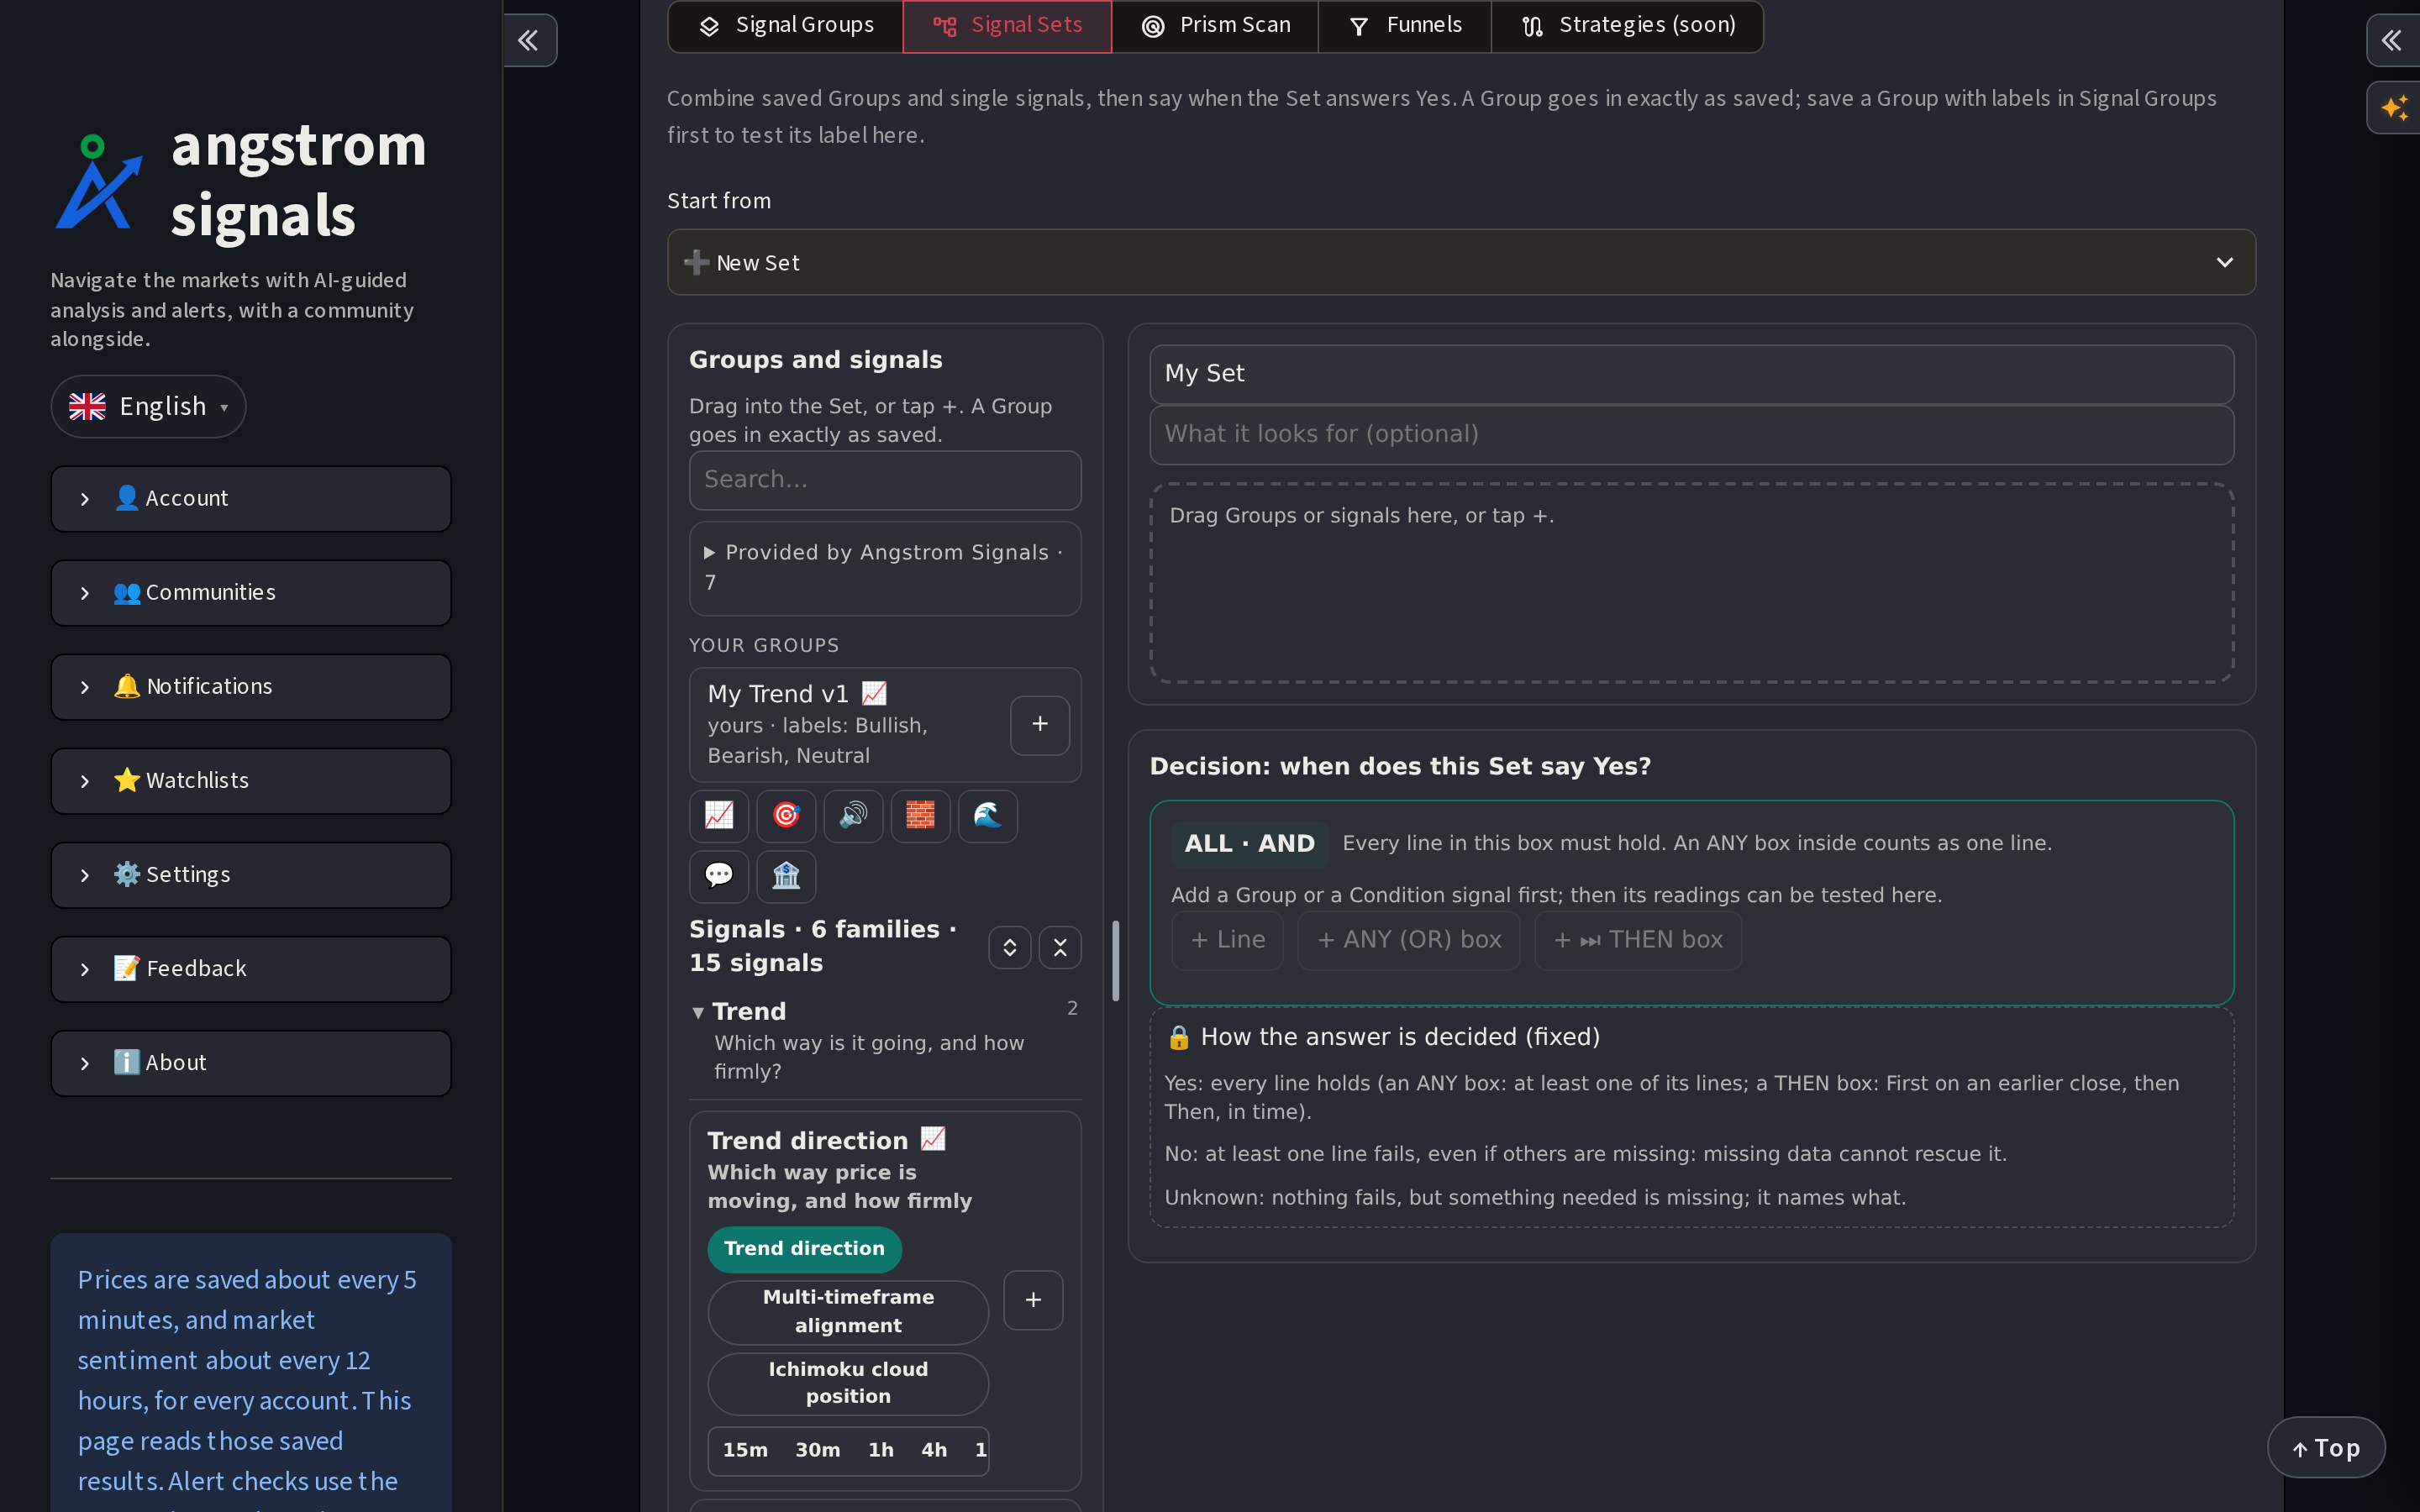 angstrom
signals
Navigate the markets with AI-guided
analysis and alerts, with a community
alongside.
English
Account
Communities
Notifications
Watchlists
Settings
Feedback
About
Prices are saved about every 5
minutes, and market
sentiment about every 12
hours, for every account. This
page reads those saved
results. Alert checks use the
Signal Groups
Signal Sets
Prism Scan
Funnels
Strategies (soon)
Combine saved Groups and single signals, then say when the Set answers Yes. A Group goes in exactly as saved; save a Group with labels in Signal Groups
first to test its label here.
Start from
New Set
Groups and signals
Drag into the Set, or tap +. A Group
goes in exactly as saved.
Search...
Provided by Angstrom Signals ·
7
YOUR GROUPS
My Trend v1
yours · labels: Bullish,
Bearish, Neutral
+
Signals · 6 families ·
15 signals
Trend
2
Which way is it going, and how
firmly?
Trend direction
Which way price is
moving, and how firmly
Trend direction
Multi-timeframe
alignment
+
Ichimoku cloud
position
15m 30m 1h 4h 1
My Set
What it looks for (optional)
Drag Groups or signals here, or tap +.
Decision: when does this Set say Yes?
ALL · AND Every line in this box must hold. An ANY box inside counts as one line.
Add a Group or a Condition signal first; then its readings can be tested here.
+ Line
+ ANY (OR) box
+ ⏭ THEN box
How the answer is decided (fixed)
Yes: every line holds (an ANY box: at least one of its lines; a THEN box: First on an earlier close, then
Then, in time).
No: at least one line fails, even if others are missing: missing data cannot rescue it.
Unknown: nothing fails, but something needed is missing; it names what.
↑ Top